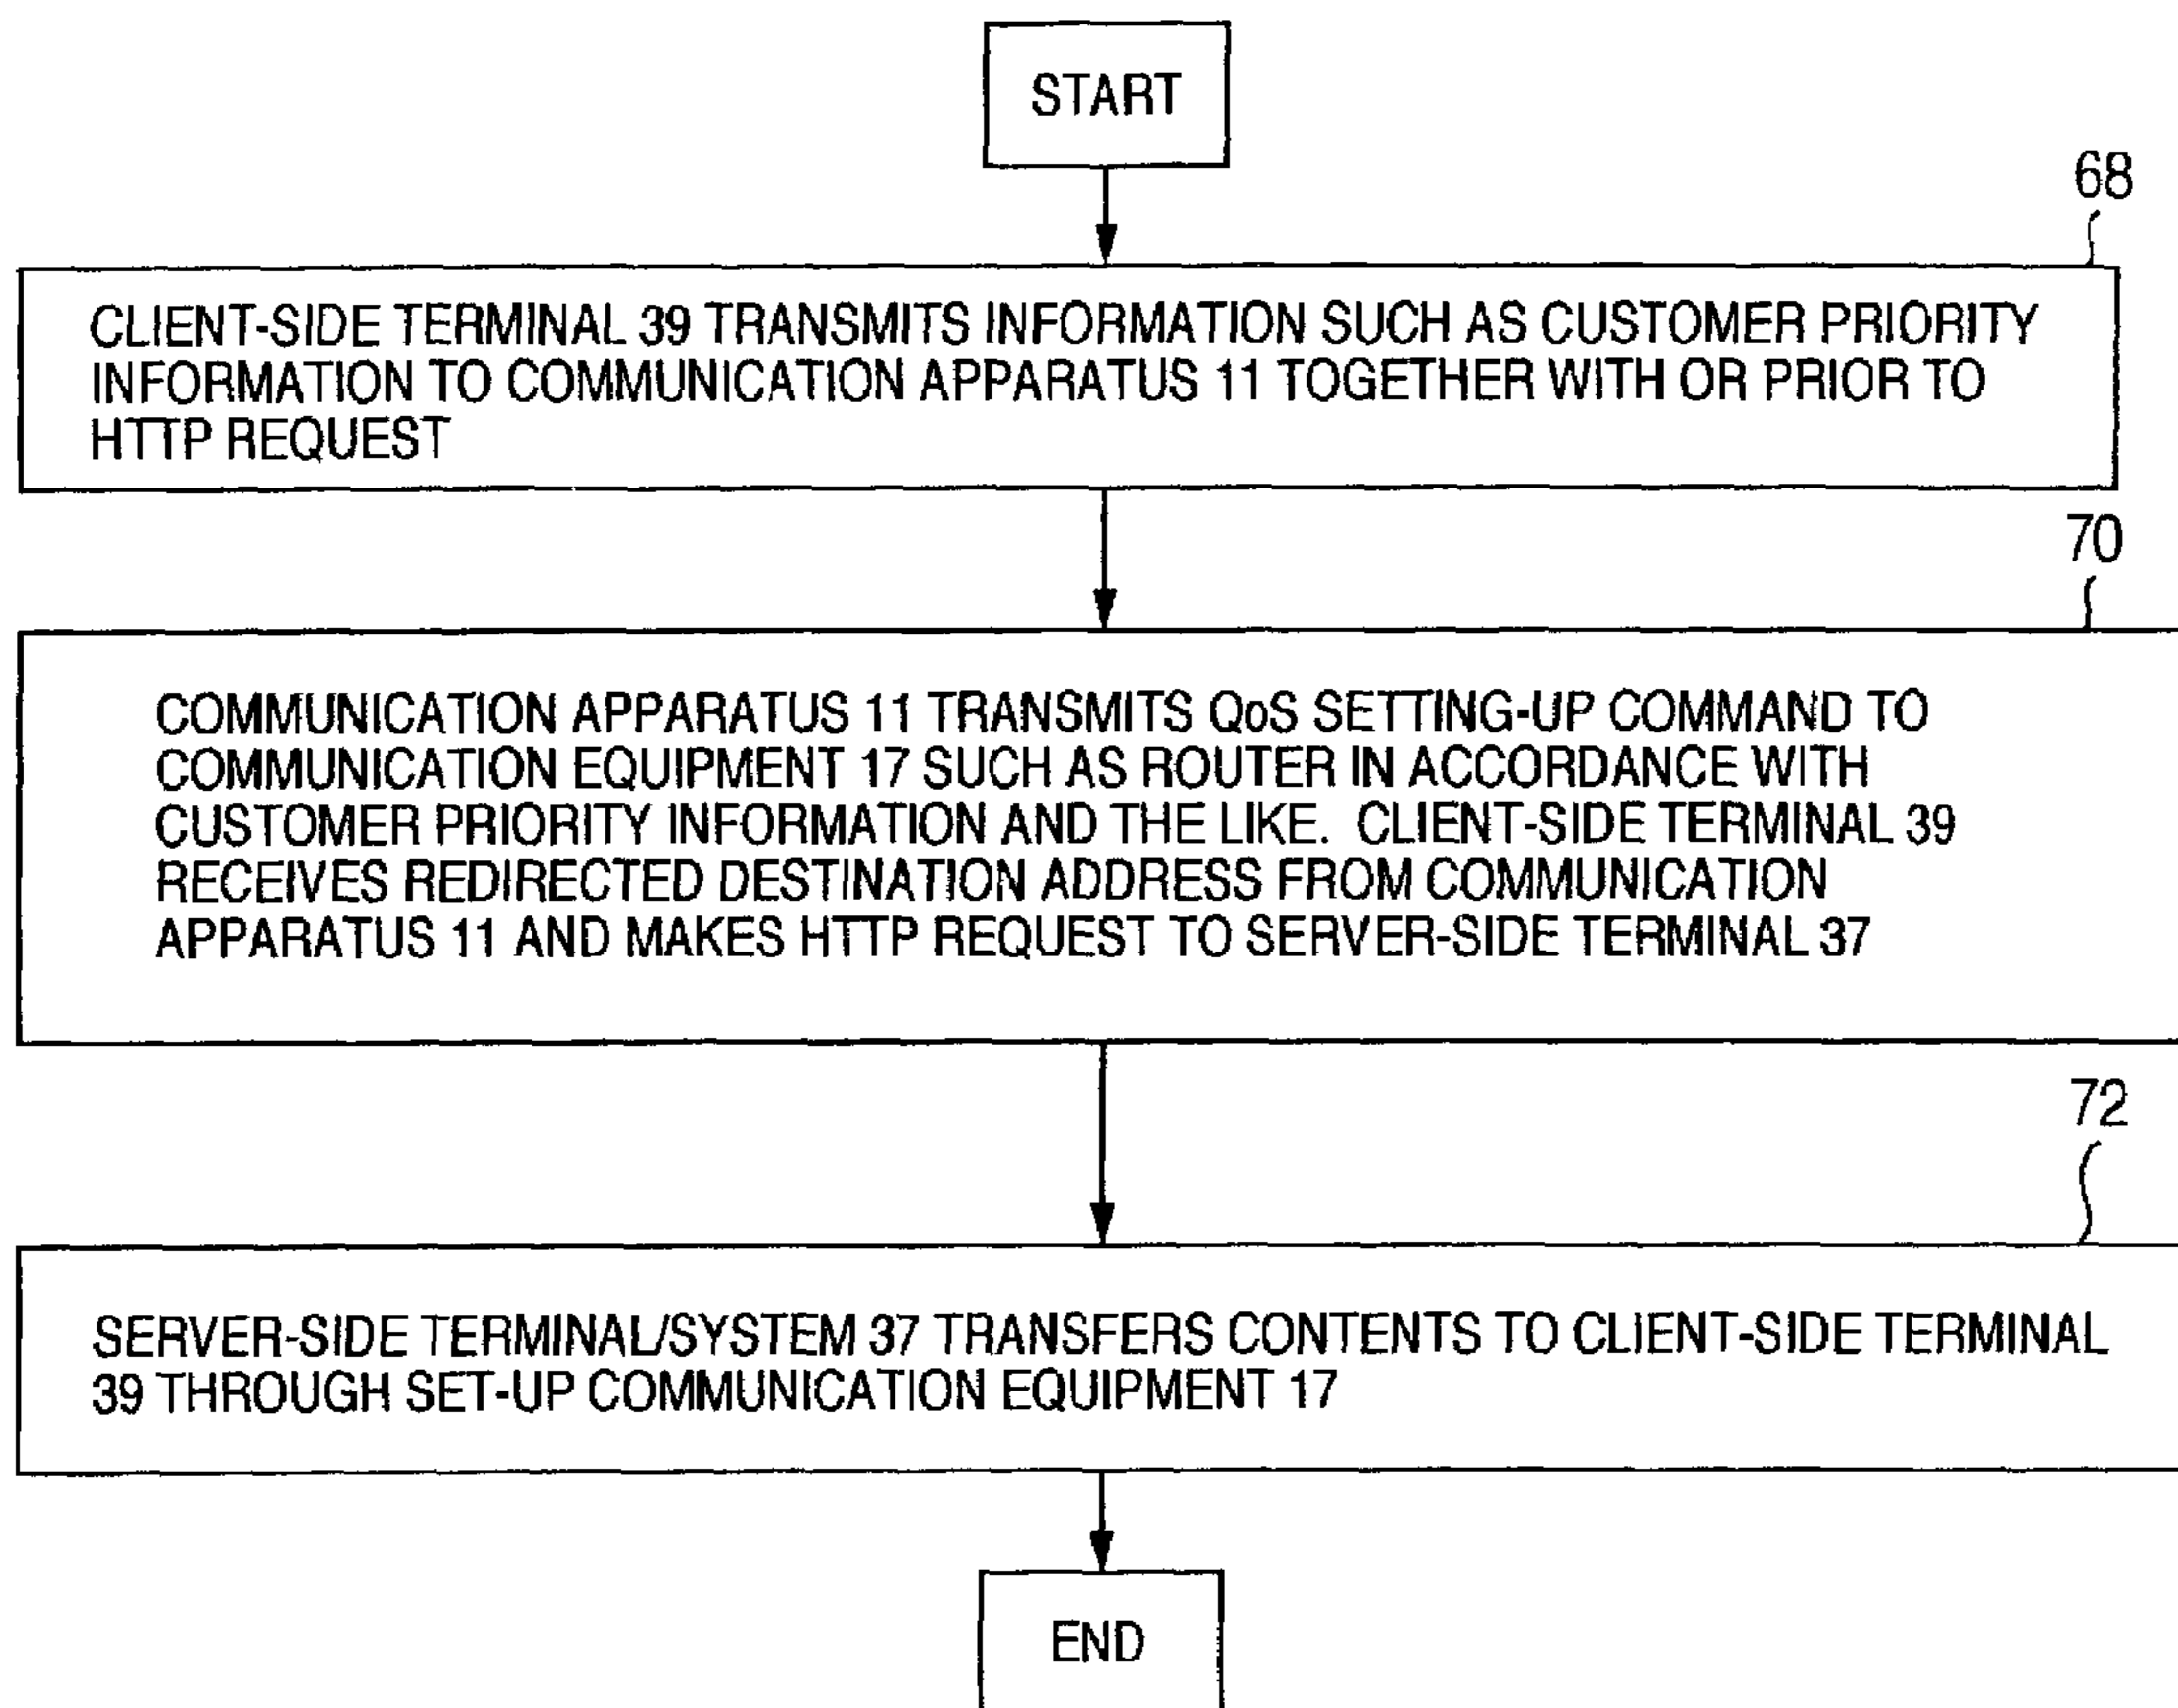 START
68
CLIENT-SIDE TERMINAL 39 TRANSMITS INFORMATION SUCH AS CUSTOMER PRIORITY
INFORMATION TO COMMUNICATION APPARATUS 11 TOGETHER WITH OR PRIOR TO
HTTP REQUEST
70
COMMUNICATION APPARATUS 11 TRANSMITS QoS SETTING-UP COMMAND TO
COMMUNICATION EQUIPMENT 17 SUCH AS ROUTER IN ACCORDANCE WITH
CUSTOMER PRIORITY INFORMATION AND THE LIKE. CLIENT-SIDE TERMINAL 39
RECEIVES REDIRECTED DESTINATION ADDRESS FROM COMMUNICATION
APPARATUS 11 AND MAKES HTTP REQUEST TO SERVER-SIDE TERMINAL 37
72
SERVER-SIDE TERMINAL/SYSTEM 37 TRANSFERS CONTENTS TO CLIENT-SIDE TERMINAL
39 THROUGH SET-UP COMMUNICATION EQUIPMENT 17
END